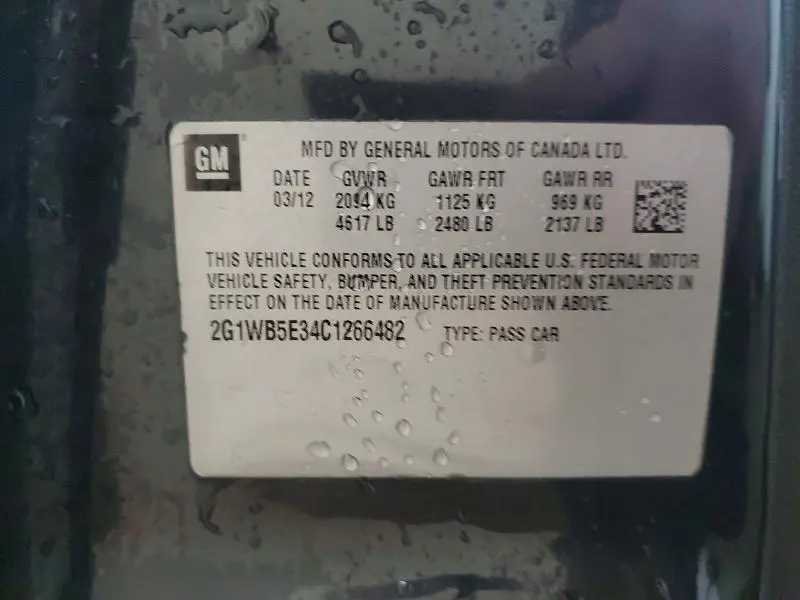 GM
MFD BY GENERAL MOTORS OF CANADA LTD.
DATE GVWR GAWR FRT GAWR RR
03/12 2094 KG 1125 KG 969 KG
4617 LB 2480 LB 2137 LB
THIS VEHICLE CONFORMS TO ALL APPLICABLE U.S. FEDERAL MOTOR
VEHICLE SAFETY, BUMPER, AND THEFT PREVENTION STANDARDS IN
EFFECT ON THE DATE OF MANUFACTURE SHOWN ABOVE.
2G1WB5E34C1266482 TYPE: PASS CAR